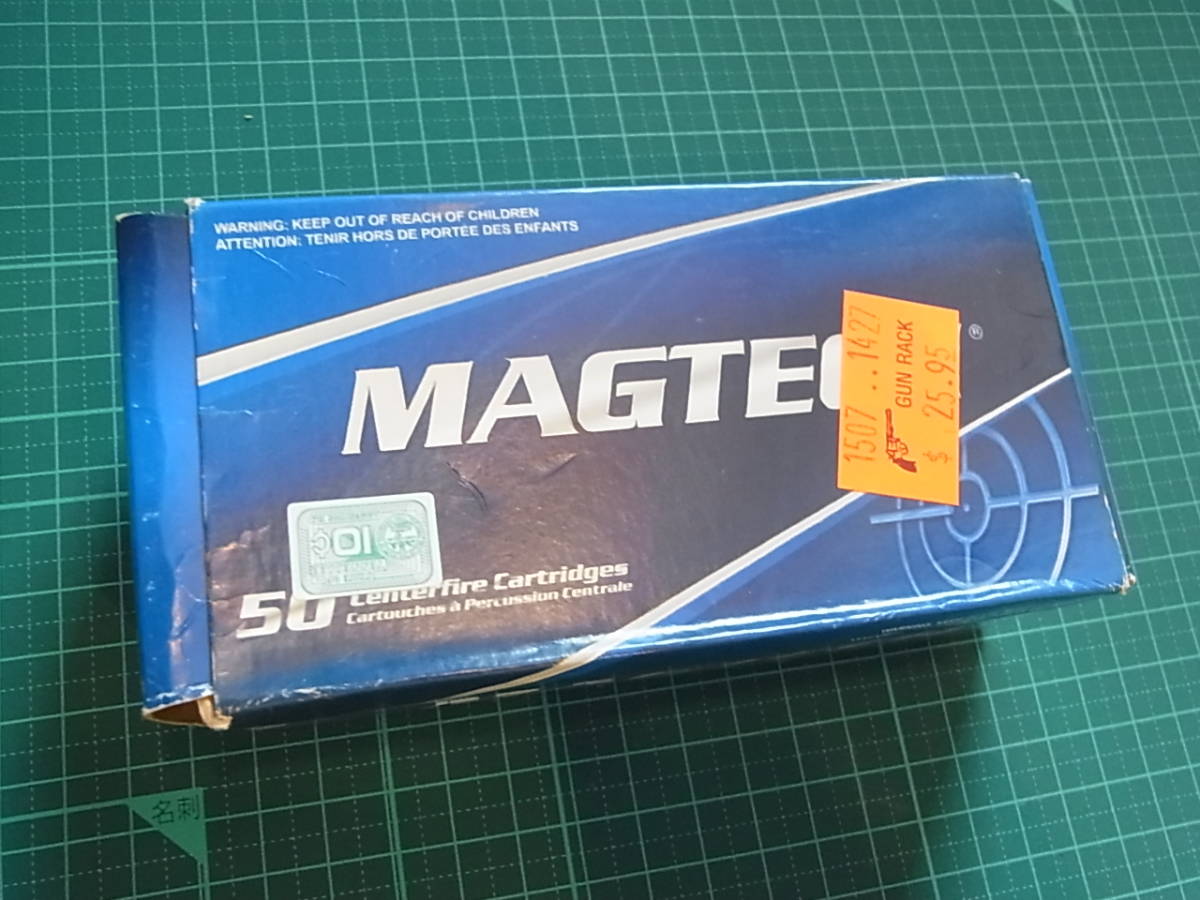 WARNING: KEEP OUT OF REACH OF CHILDREN
ATTENTION: TENIR HORS DE PORTÉE DES ENFANTS
MAGTEC®
1507 .. 1427
GUN RACK
$ 25.95
501
50 Centerfire Cartridges
Cartouches à Percussion Centrale
名刺